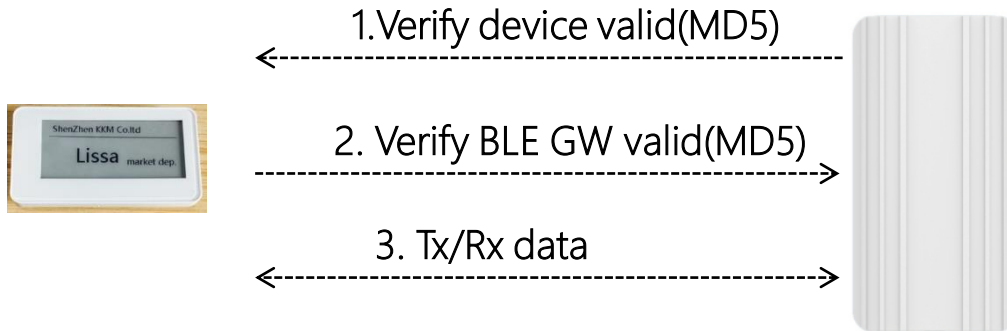 1.Verify device valid(MD5)
ShenZhen KKM Co.ltd
Lissa market dep.
2. Verify BLE GW valid(MD5)
3. Tx/Rx data